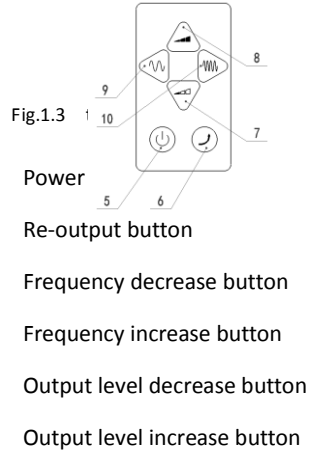 8
9
Fig.1.3
10
7
Power
5
6
Re-output button
Frequency decrease button
Frequency increase button
Output level decrease button
Output level increase button